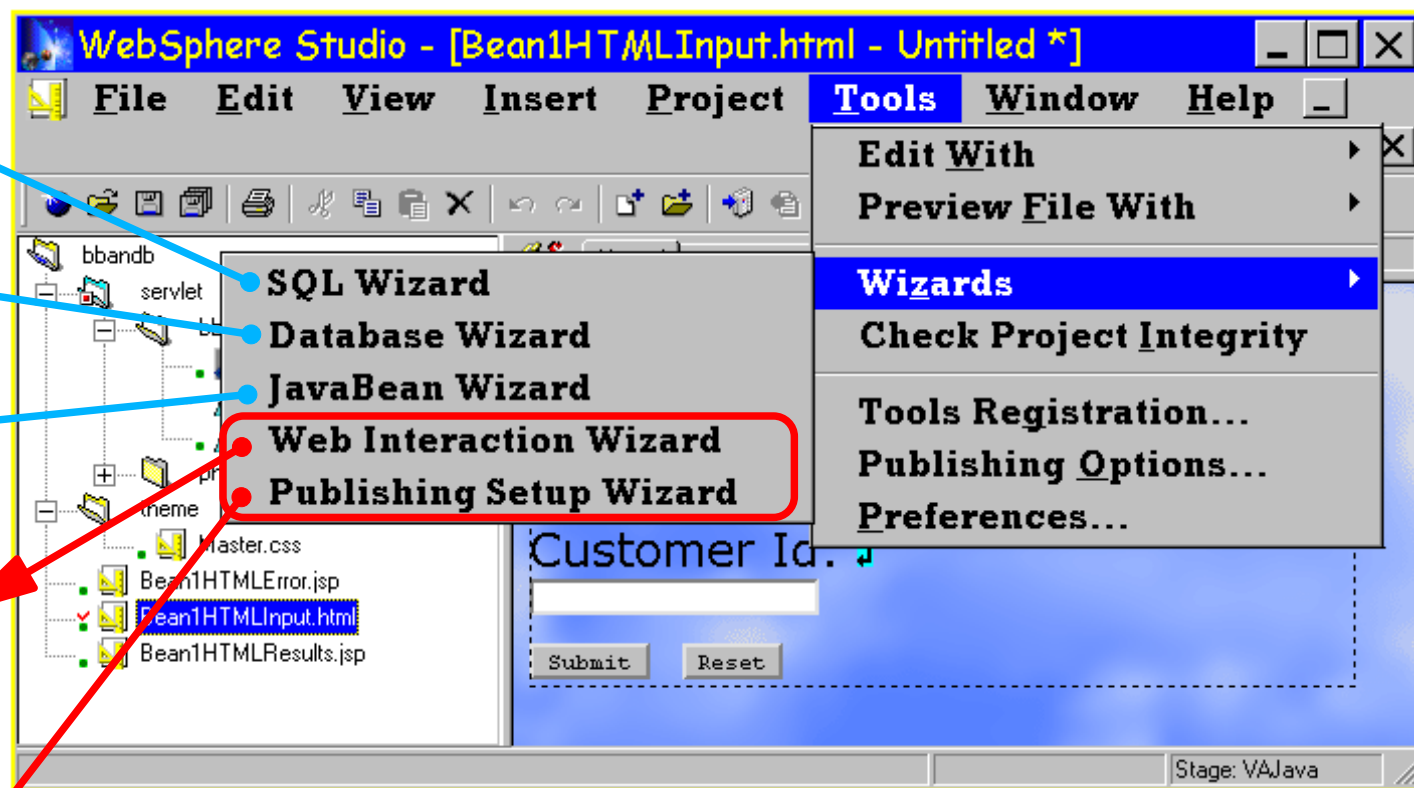 WebSphere Studio - [Bean1HTMLInput.html - Untitled *]
File Edit View Insert Project Tools Window Help
Edit With
Preview File With
Wizards
Check Project Integrity
Tools Registration...
Publishing Options...
Preferences...
SQL Wizard
Database Wizard
JavaBean Wizard
Web Interaction Wizard
Publishing Setup Wizard
bbandb
servlet
theme
Master.css
Bean1HTMLError.jsp
Bean1HTMLInput.html
Bean1HTMLResults.jsp
Customer Id.
Submit Reset
Stage: VAJava